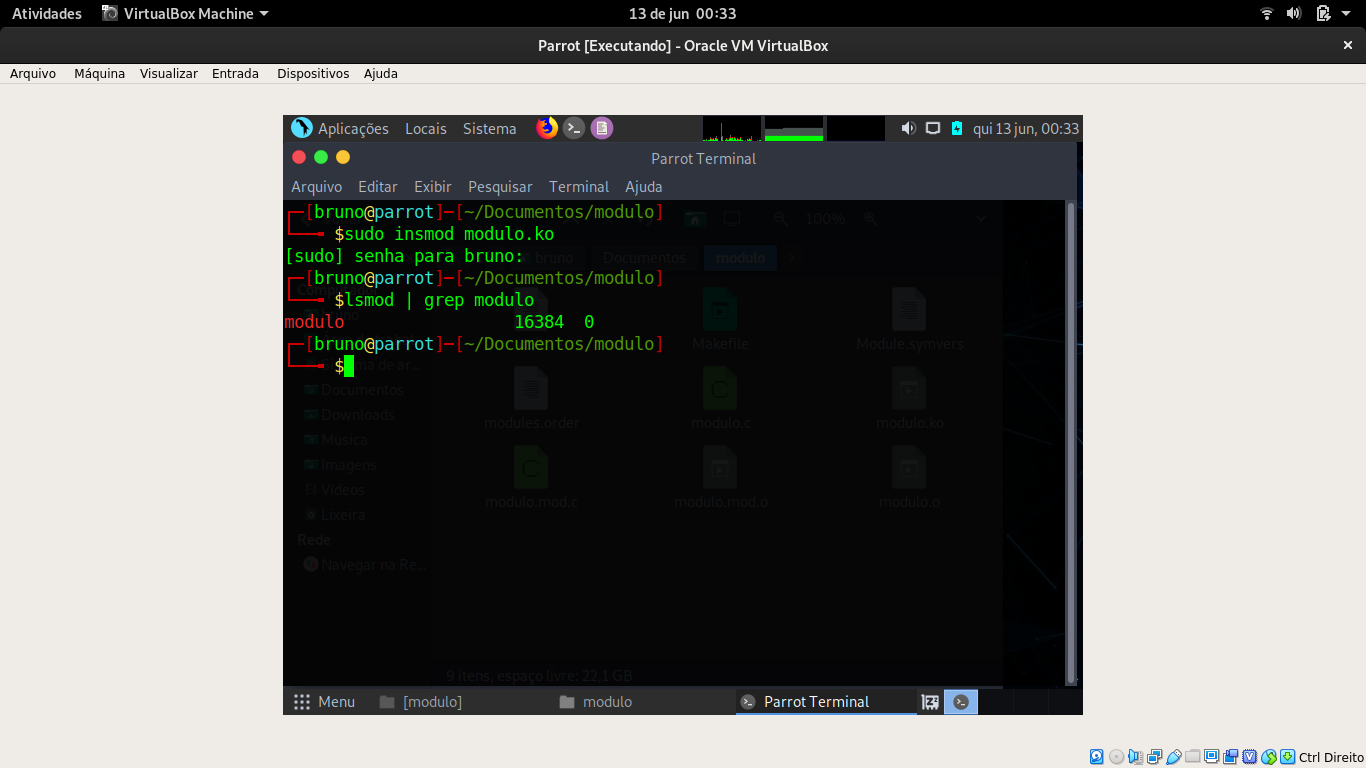 Atividades VirtualBox Machine 13 de jun 00:33
Parrot [Executando] - Oracle VM VirtualBox
Arquivo Máquina Visualizar Entrada Dispositivos Ajuda
Aplicações Locais Sistema qui 13 jun, 00:33
Parrot Terminal
Arquivo Editar Exibir Pesquisar Terminal Ajuda
[bruno@parrot]─[~/Documentos/modulo]
$sudo insmod modulo.ko
[sudo] senha para bruno:
[bruno@parrot]─[~/Documentos/modulo]
$lsmod | grep modulo
modulo 16384 0
[bruno@parrot]─[~/Documentos/modulo]
$
100%
bruno Documentos modulo
Makefile Module.symvers
de ar...
Documentos
Downloads
Música
Imagens
Vídeos
Lixeira
Rede
Navegar na Re...
modules.order modulo.c modulo.ko
modulo.mod.c modulo.mod.o modulo.o
9 itens, espaço livre: 22,1 GB
Menu [modulo] modulo Parrot Terminal
Ctrl Direito